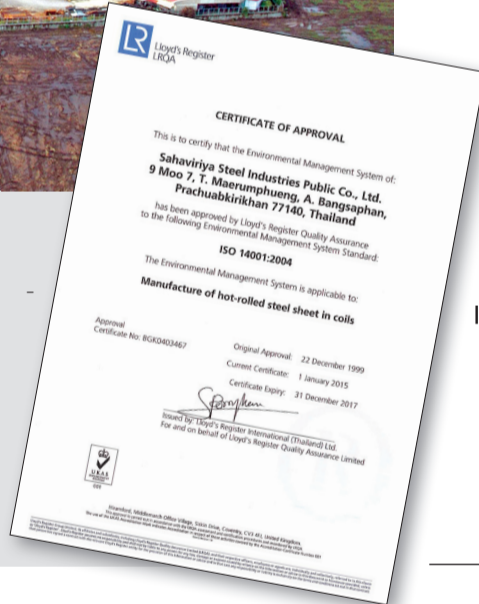 Lloyd's Register
LRQA
CERTIFICATE OF APPROVAL
This is to certify that the Environmental Management System of:
Sahaviriya Steel Industries Public Co., Ltd.
9 Moo 7, T. Maerumphueng, A. Bangsaphan,
Prachuabkirikhan 77140, Thailand
has been approved by Lloyd's Register Quality Assurance
to the following Environmental Management System Standard:
ISO 14001:2004
The Environmental Management System is applicable to:
Manufacture of hot-rolled steel sheet in coils
Approval
Certificate No: BGK0403467
Original Approval: 22 December 1999
Current Certificate: 1 January 2015
Certificate Expiry: 31 December 2017
Issued by: Lloyd's Register International (Thailand) Ltd.
For and on behalf of Lloyd's Register Quality Assurance Limited
UKAS